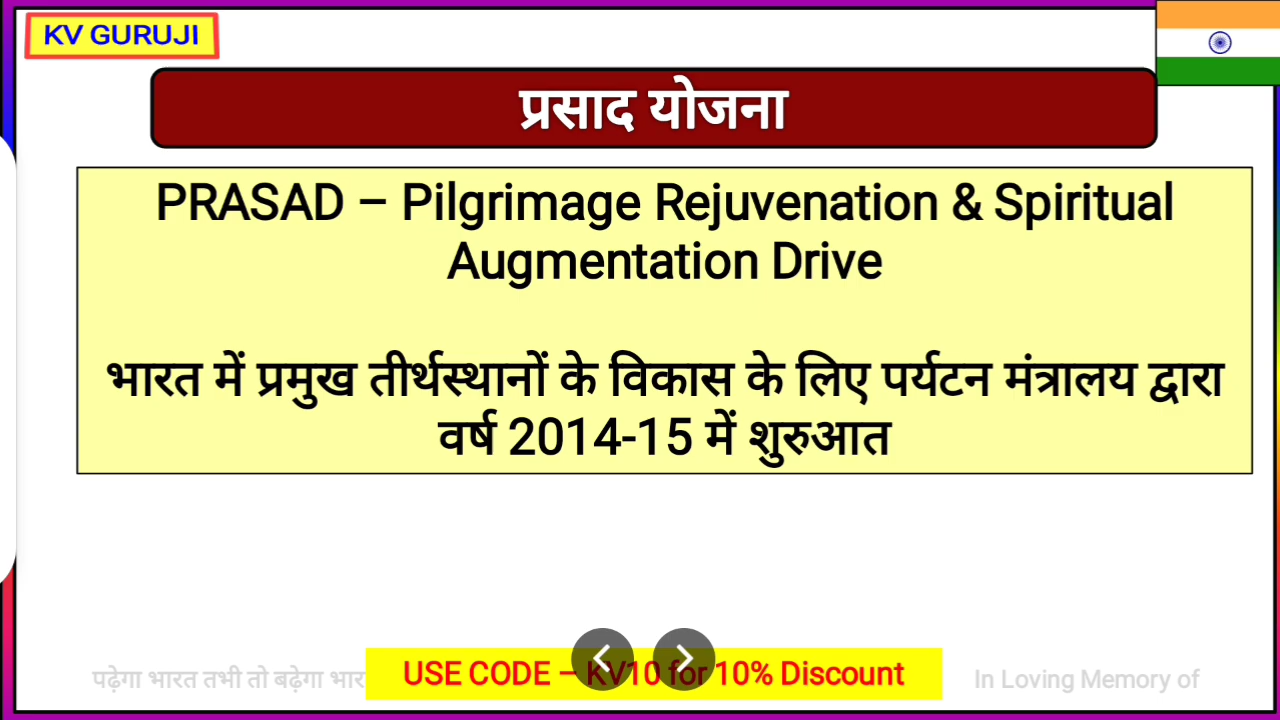 KV GURUJI
प्रसाद योजना
PRASAD – Pilgrimage Rejuvenation & Spiritual
Augmentation Drive
भारत में प्रमुख तीर्थस्थानों के विकास के लिए पर्यटन मंत्रालय द्वारा
वर्ष 2014-15 में शुरुआत
पढ़ेगा भारत तभी तो बढ़ेगा भार
USE CODE – KV10 for 10% Discount
In Loving Memory of